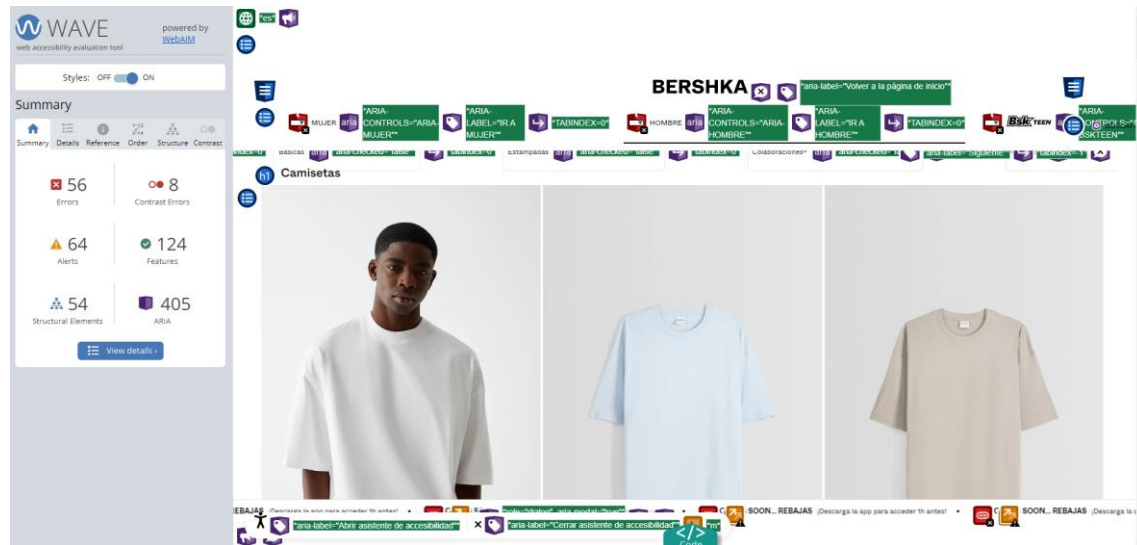 WAVE
powered by
WebAIM
web accessibility evaluation tool
Styles: OFF ON
Summary
Summary Details Reference Order Structure Contrast
56 8
Errors Contrast Errors
64 124
Alerts Features
54 405
Structural Elements ARIA
View details ›
"es"
BERSHKA *aria-label="Volver a la página de inicio"*
MUJER aria *ARIA-CONTROLS="ARIA-MUJER"* *ARIA-LABEL="IR A MUJER"* *TABINDEX=0* HOMBRE aria *ARIA-CONTROLS="ARIA-HOMBRE"* *ARIA-LABEL="IR A HOMBRE"* *TABINDEX=0* BSK TEEN
Básicas Estampadas Colaboraciones*
h1 Camisetas
REBAJAS ¡Descarga la app para acceder 1h antes! • SOON... REBAJAS ¡Descarga la app para acceder 1h antes! • SOON... REBAJAS ¡Descarga la
*aria-label="Abrir asistente de accesibilidad"* × *aria-label="Cerrar asistente de accesibilidad"*
</>
Code